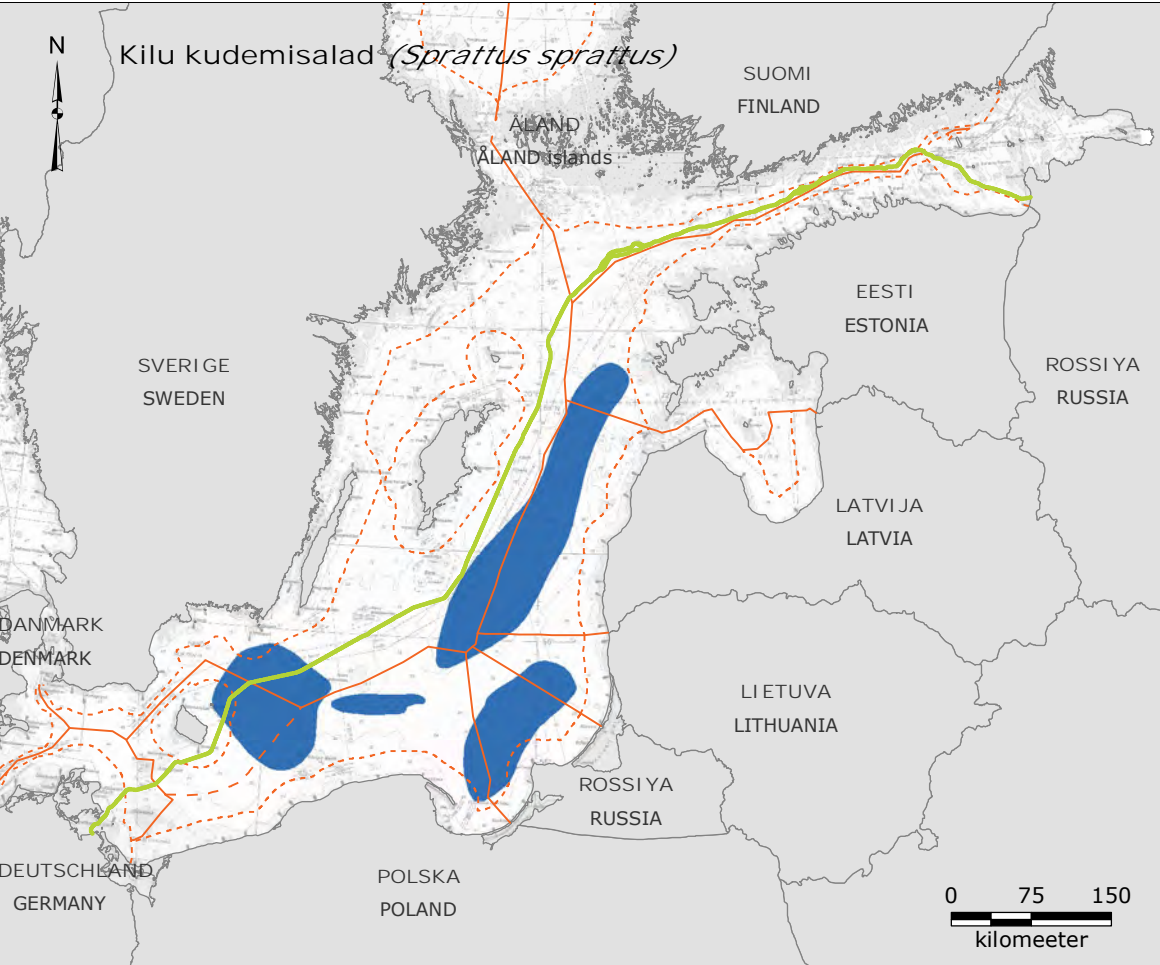 N
Kilu kudemisalad (Sprattus sprattus)
SUOMI
FINLAND
ÅLAND
ÅLAND islands
EESTI
ESTONIA
SVERIGE
SWEDEN
ROSSIYA
RUSSIA
LATVIJA
LATVIA
DANMARK
DENMARK
LIETUVA
LITHUANIA
ROSSIYA
RUSSIA
DEUTSCHLAND
GERMANY
POLSKA
POLAND
0 75 150
kilomeeter